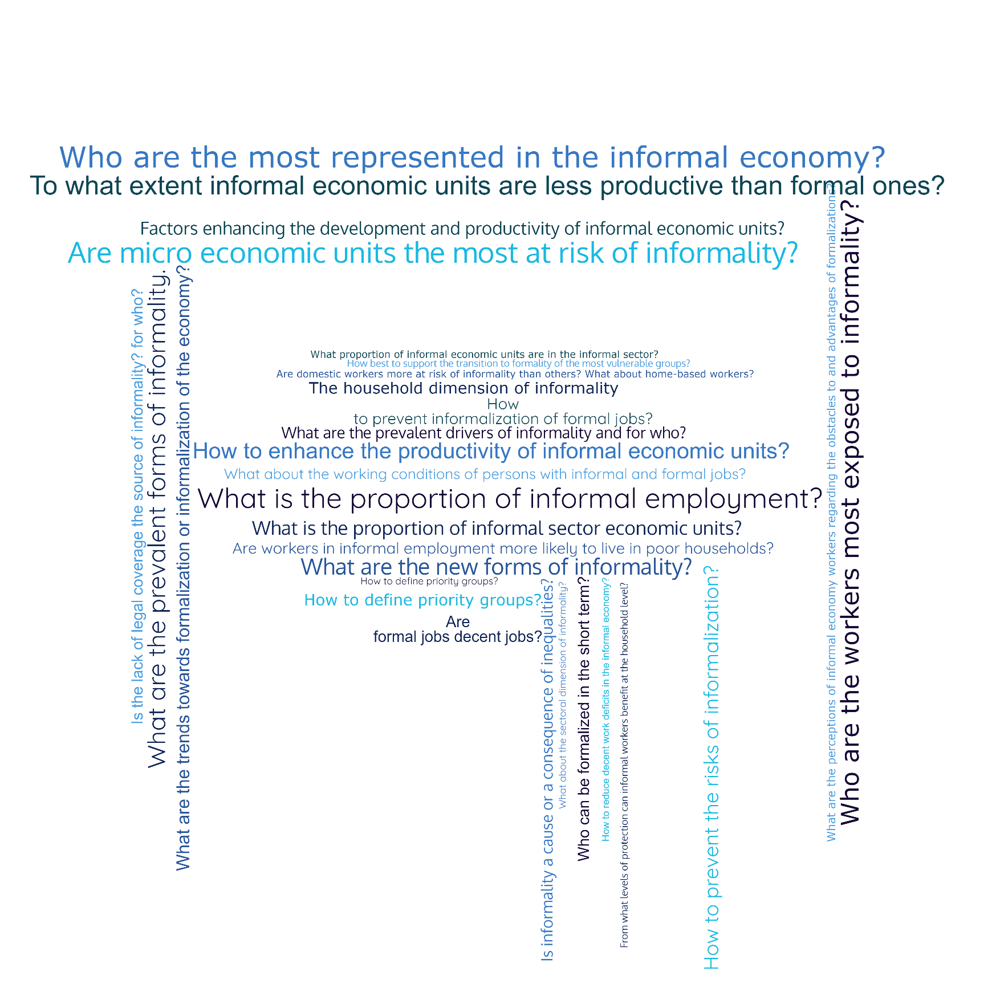 Who are the most represented in the informal economy?
To what extent informal economic units are less productive than formal ones?
Factors enhancing the development and productivity of informal economic units?
Are micro economic units the most at risk of informality?
Is the lack of legal coverage the source of informality? for who?
What are the prevalent forms of informality.
What are the trends towards formalization or informalization of the economy?
What proportion of informal economic units are in the informal sector?
How best to support the transition to formality of the most vulnerable groups?
Are domestic workers more at risk of informality than others? What about home-based workers?
The household dimension of informality
How
to prevent informalization of formal jobs?
What are the prevalent drivers of informality and for who?
How to enhance the productivity of informal economic units?
What about the working conditions of persons with informal and formal jobs?
What is the proportion of informal employment?
What is the proportion of informal sector economic units?
Are workers in informal employment more likely to live in poor households?
What are the new forms of informality?
How to define priority groups?
How to define priority groups?
Are
formal jobs decent jobs?
Is informality a cause or a consequence of inequalities?
What about the sectoral dimension of informality?
Who can be formalized in the short term?
How to reduce decent work deficits in the informal economy?
From what levels of protection can informal workers benefit at the household level?
How to prevent the risks of informalization?
What are the perceptions of informal economy workers regarding the obstacles to and advantages of formalizations?
Who are the workers most exposed to informality?